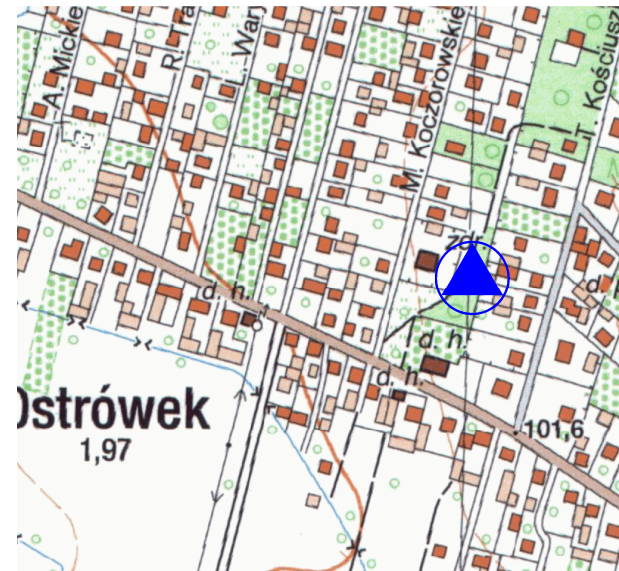 A. Mickie
R. Tra
Wary
M. Koczorowskie
T. Kościusz
zdr.
d. h.
d. h.
d. h.
Ostrówek
1,97
101,6